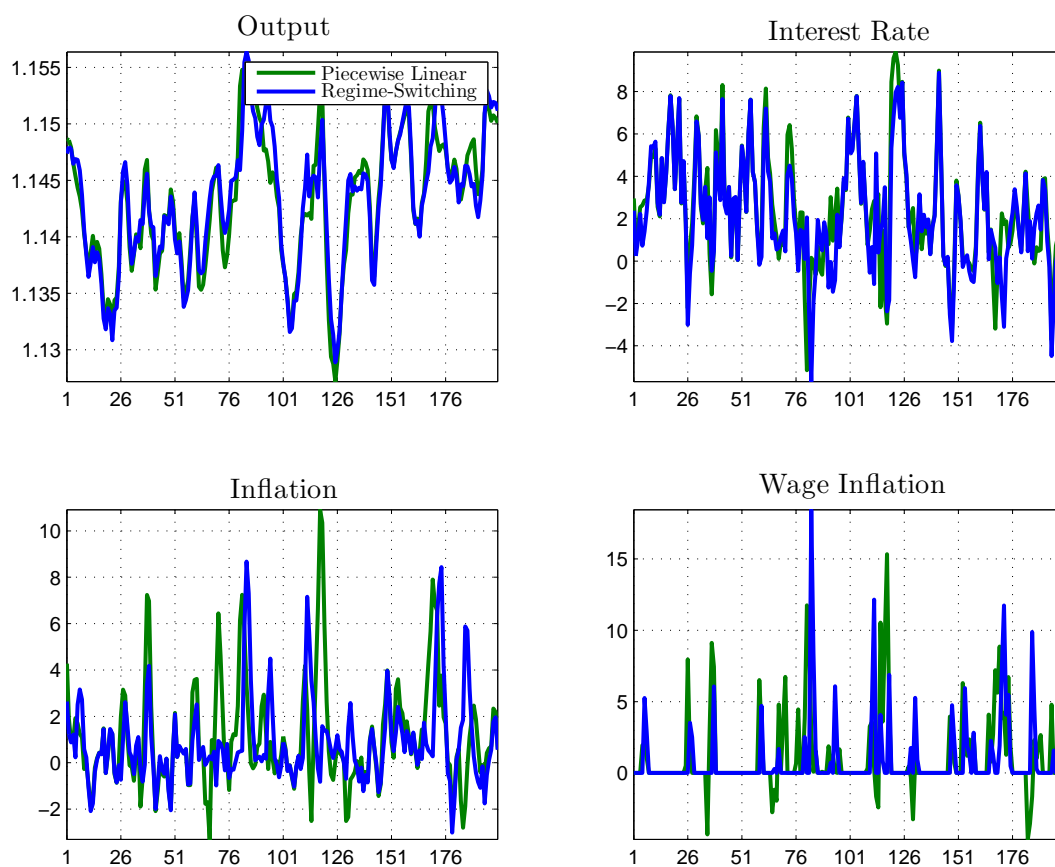 Output
Piecewise Linear
Regime-Switching
1.155
1.15
1.145
1.14
1.135
1.13
1 26 51 76 101 126 151 176
Interest Rate
8
6
4
2
0
−2
−4
1 26 51 76 101 126 151 176
Inflation
10
8
6
4
2
0
−2
1 26 51 76 101 126 151 176
Wage Inflation
15
10
5
0
1 26 51 76 101 126 151 176